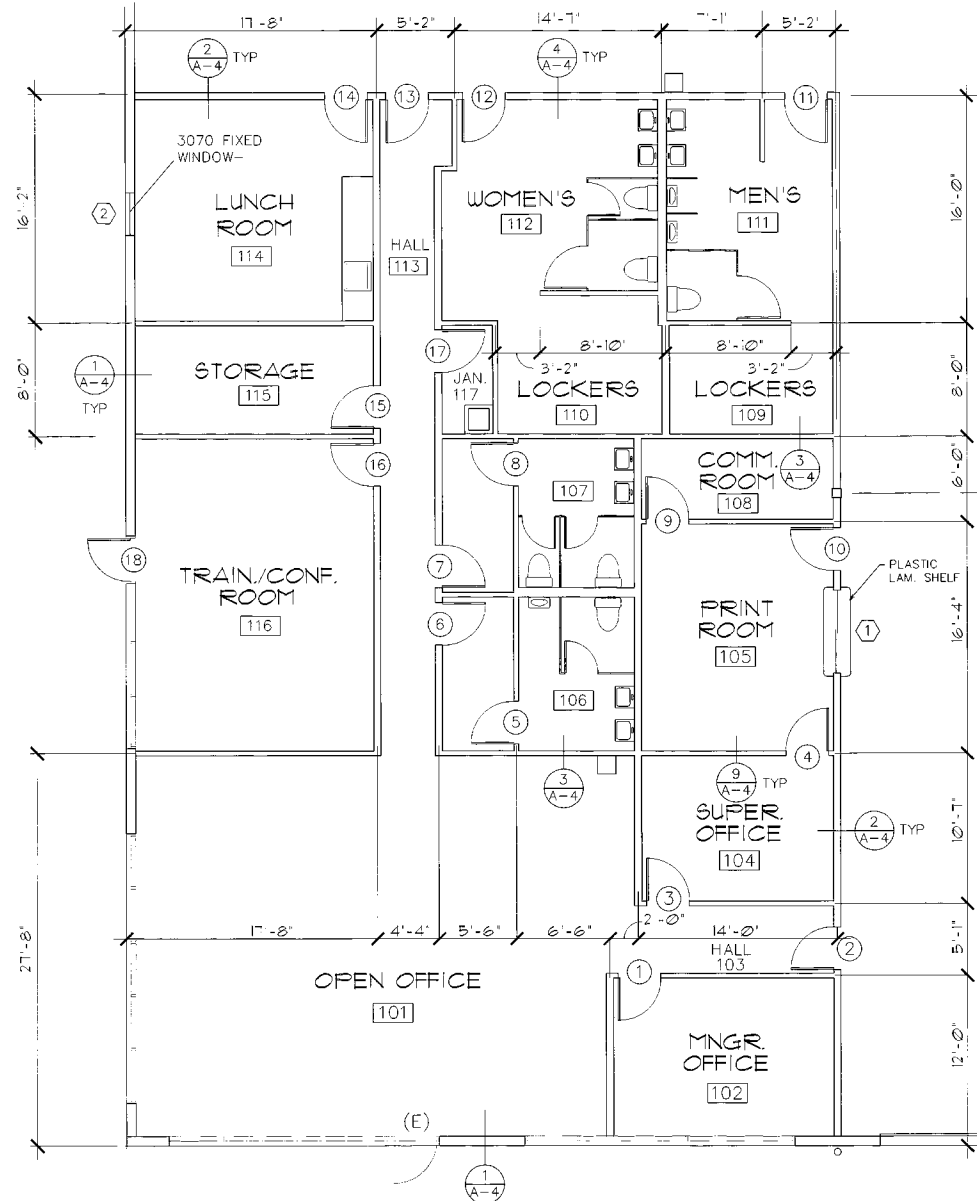 17'-8"
5'-2"
14'-7"
7'-1"
5'-2"
2
A-4
TYP
4
A-4
TYP
14
13
12
11
3070 FIXED
WINDOW-
2
16'-2"
LUNCH
ROOM
114
HALL
113
WOMEN'S
112
MEN'S
111
16'-0"
1
A-4
TYP
8'-0"
STORAGE
115
15
17
JAN.
117
8'-10"
3'-2"
LOCKERS
110
8'-10"
3'-2"
LOCKERS
109
8'-0"
16
8
107
COMM.
ROOM
108
3
A-4
6'-0"
9
10
18
TRAIN./CONF.
ROOM
116
7
6
PLASTIC
LAM. SHELF
PRINT
ROOM
105
1
16'-4"
5
106
4
3
A-4
9
A-4
TYP
SUPER.
OFFICE
104
2
A-4
TYP
10'-7"
3
27'-8"
17'-8"
4'-4"
5'-6"
6'-6"
2'-0"
14'-0"
HALL
103
2
5'-1"
1
OPEN OFFICE
101
MNGR.
OFFICE
102
12'-0"
(E)
1
A-4